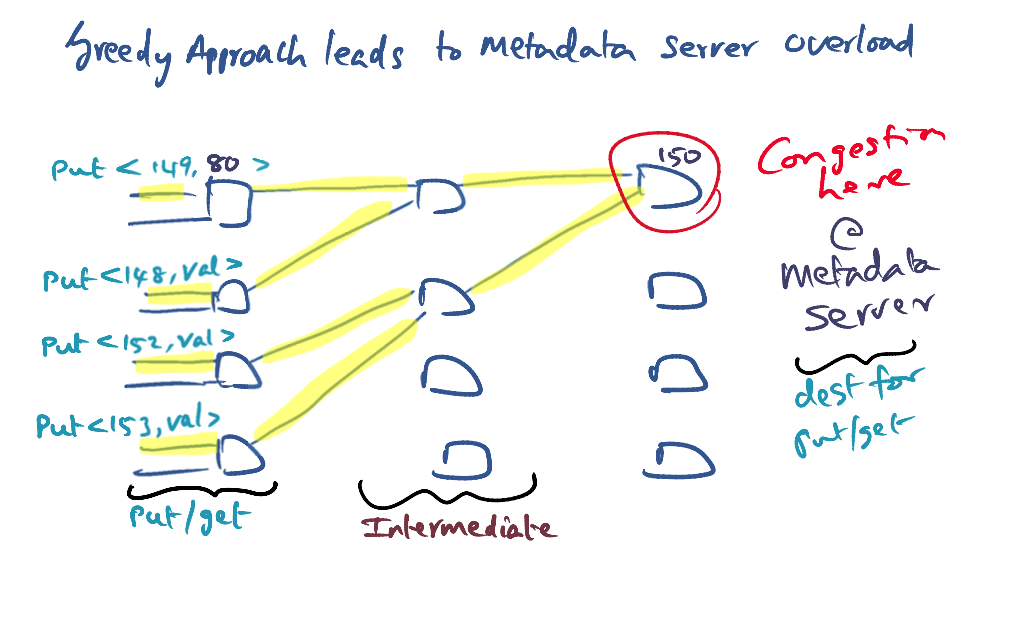 Greedy Approach leads to Metadata Server overload
Put < 149, 80 >
150
Congestion
here
@
Metadata
server
Put <148, val>
Put <152, val>
Put <153, val>
dest for
put/get
Put/get
Intermediate